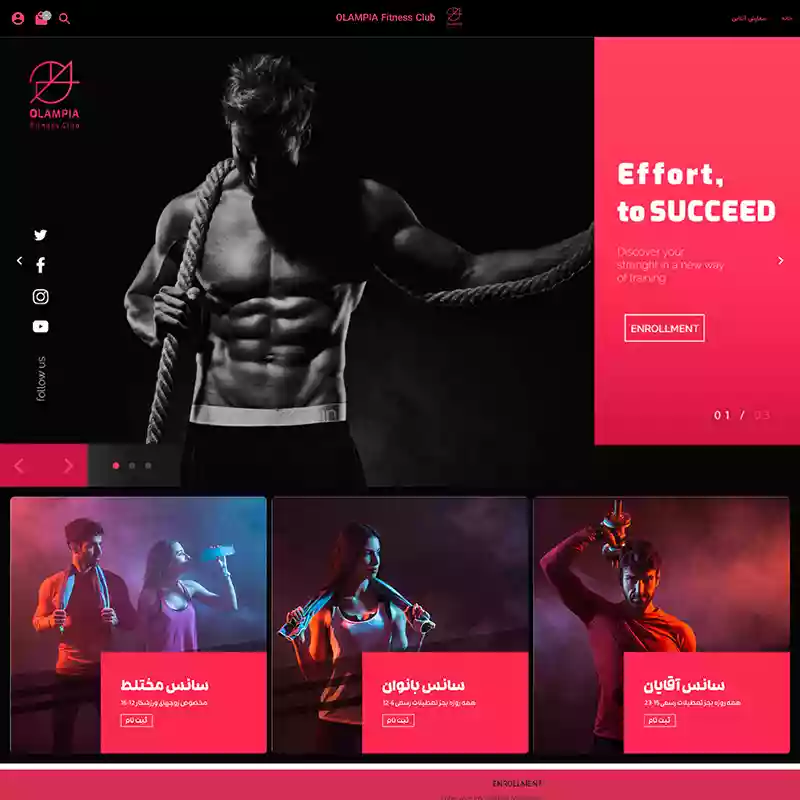 OLAMPIA Fitness Club
خانه
سفارش آنلاین
OLAMPIA
Fitness Club
Effort,
to SUCCEED
Discover your
strenght in a new way
of training
ENROLLMENT
01 / 03
follow us
سانس آقایان
همه روزه بجز تعطیلات رسمی 15-23
ثبت نام
سانس بانوان
همه روزه بجز تعطیلات رسمی 6-12
ثبت نام
سانس مختلط
مخصوص زوجهای ورزشکار 12-16
ثبت نام
ENROLLMENT